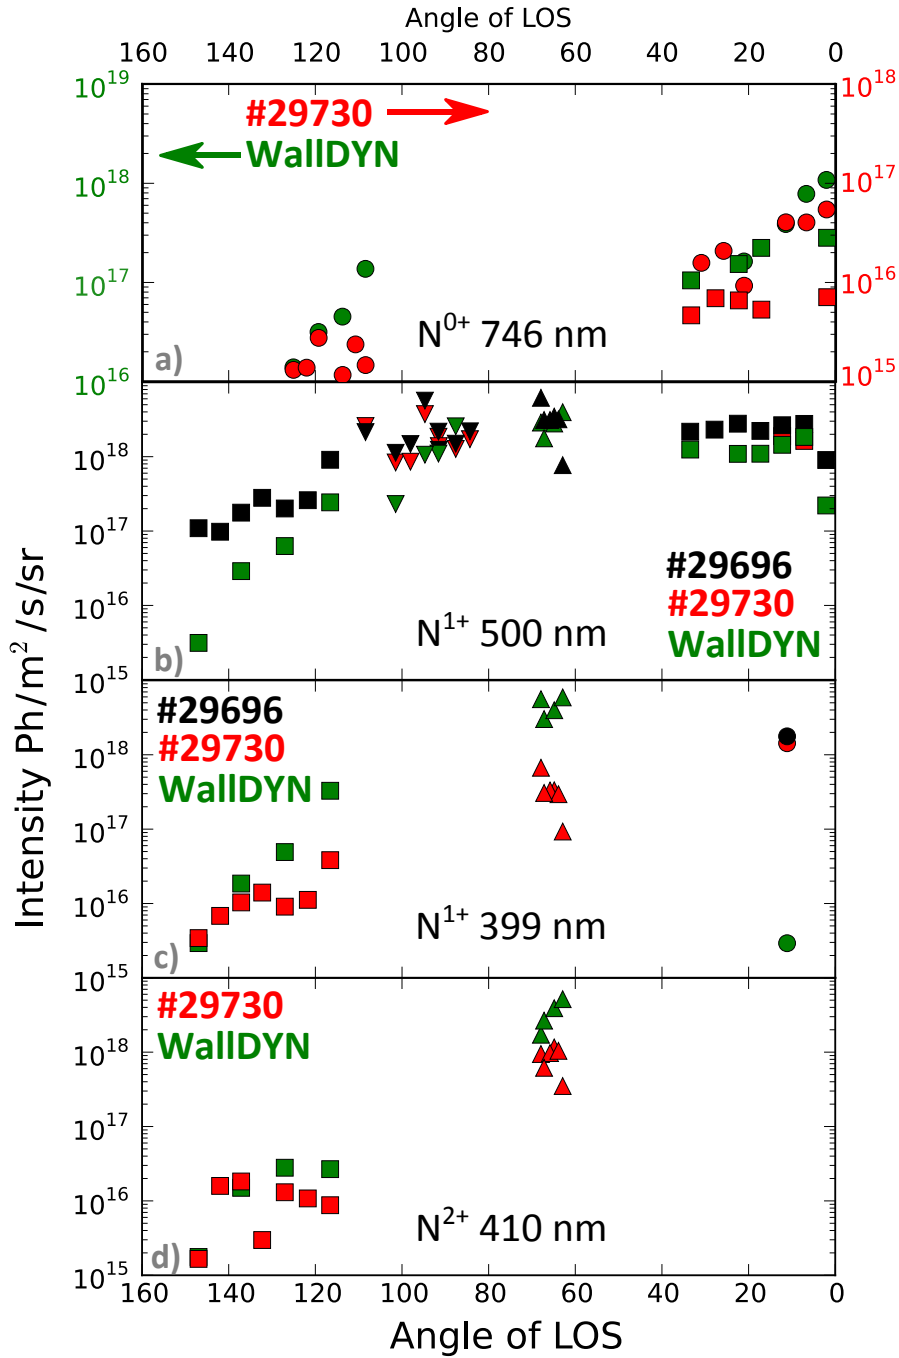 Angle of LOS
160 140 120 100 80 60 40 20 0
10^19
10^18
10^17
10^16
10^18
10^17
10^16
10^15
#29730
WallDYN
N^0+ 746 nm
a)
10^18
10^17
10^16
10^15
#29696
#29730
WallDYN
N^1+ 500 nm
b)
Intensity Ph/m^2 /s/sr
#29696
#29730
WallDYN
10^18
10^17
10^16
10^15
N^1+ 399 nm
c)
#29730
WallDYN
10^18
10^17
10^16
10^15
N^2+ 410 nm
d)
160 140 120 100 80 60 40 20 0
Angle of LOS